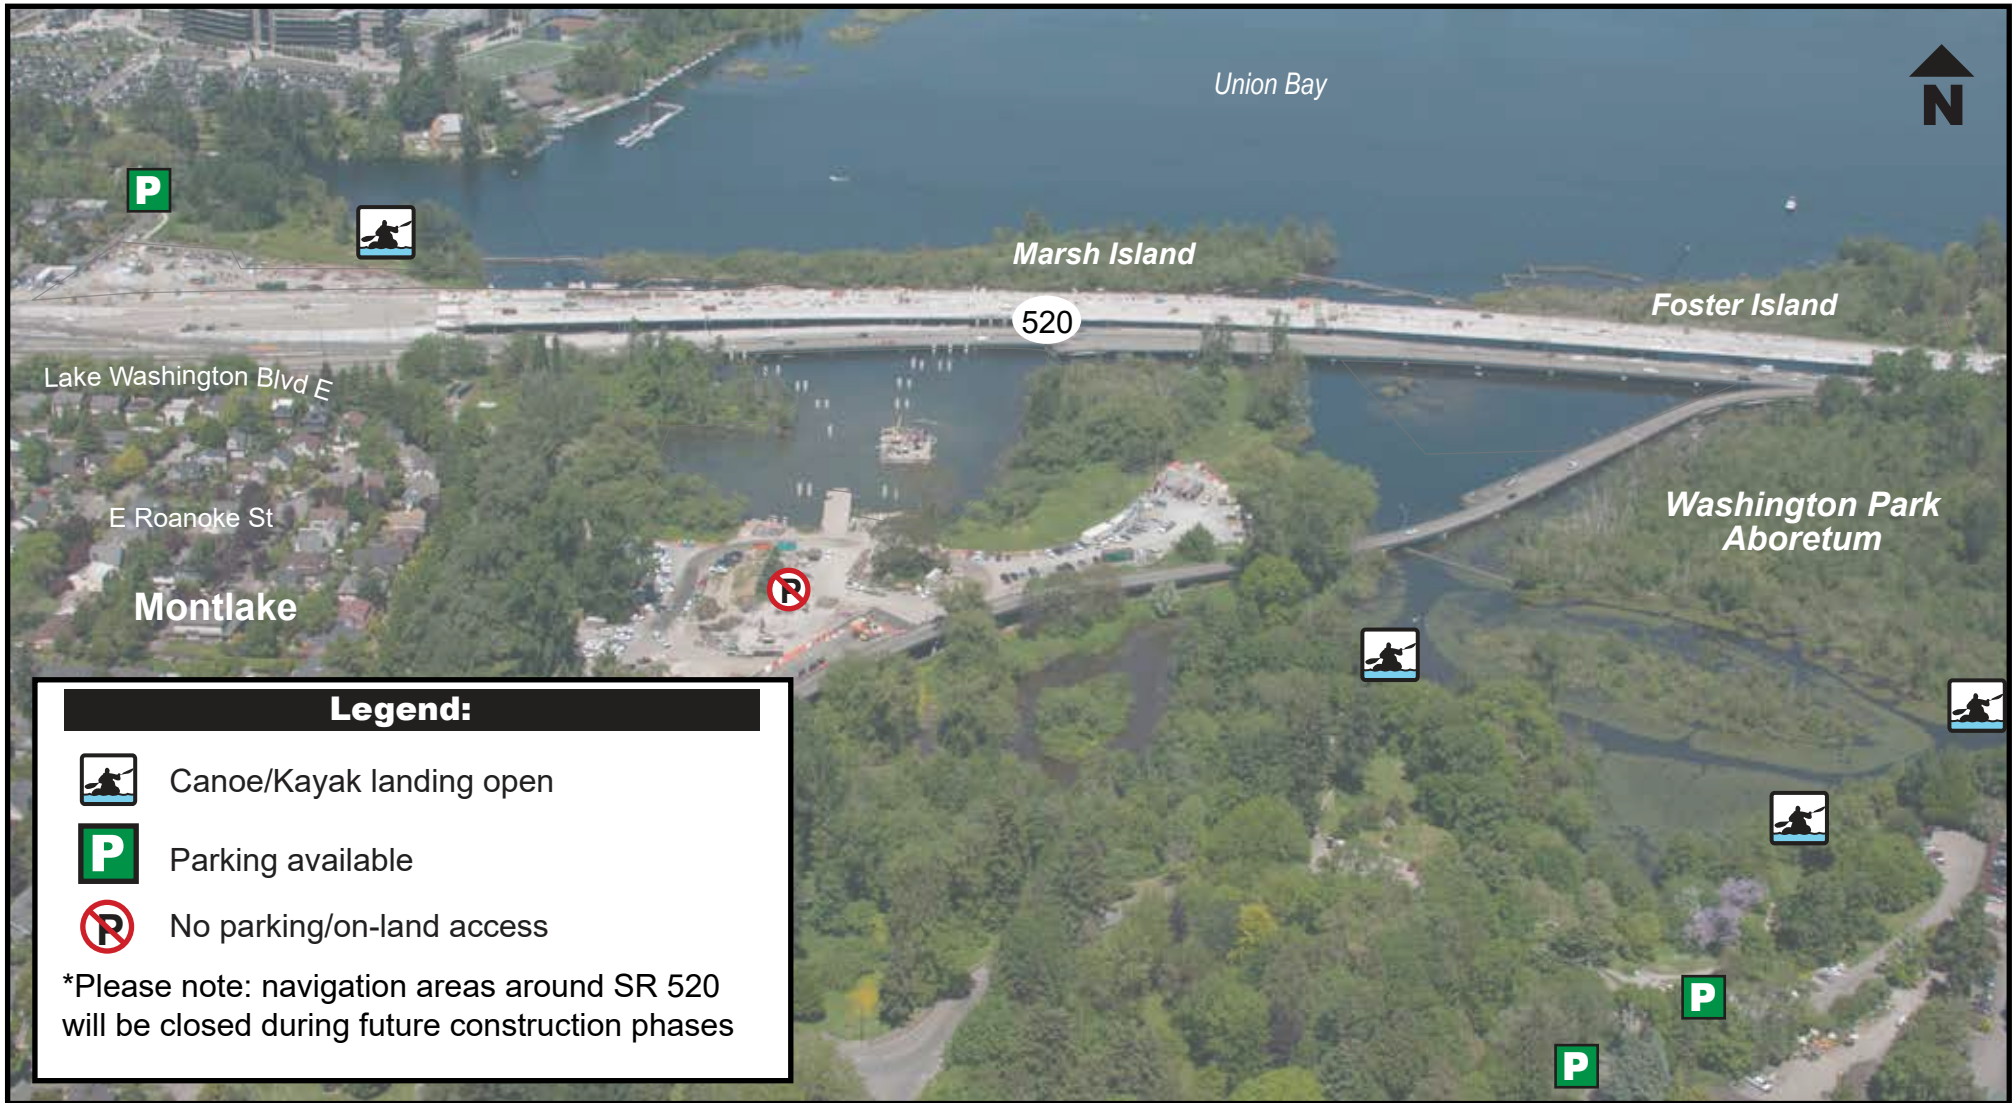 Union Bay
N
P
Marsh Island
Foster Island
520
Lake Washington Blvd E
Washington Park
Aboretum
E Roanoke St
P
Montlake
Legend:
Canoe/Kayak landing open
P Parking available
P No parking/on-land access
*Please note: navigation areas around SR 520
will be closed during future construction phases
P
P